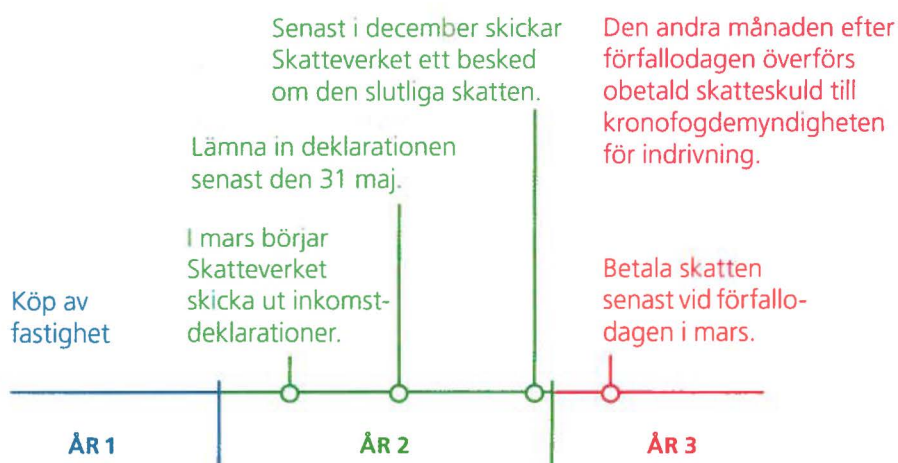 Senast i december skickar
Skatteverket ett besked
om den slutliga skatten.
Den andra månaden efter
förfallodagen överförs
obetald skatteskuld till
kronofogdemyndigheten
för indrivning.
Lämna in deklarationen
senast den 31 maj.
I mars börjar
Skatteverket
skicka ut inkomst-
deklarationer.
Köp av
fastighet
Betala skatten
senast vid förfallo-
dagen i mars.
ÅR 1
ÅR 2
ÅR 3